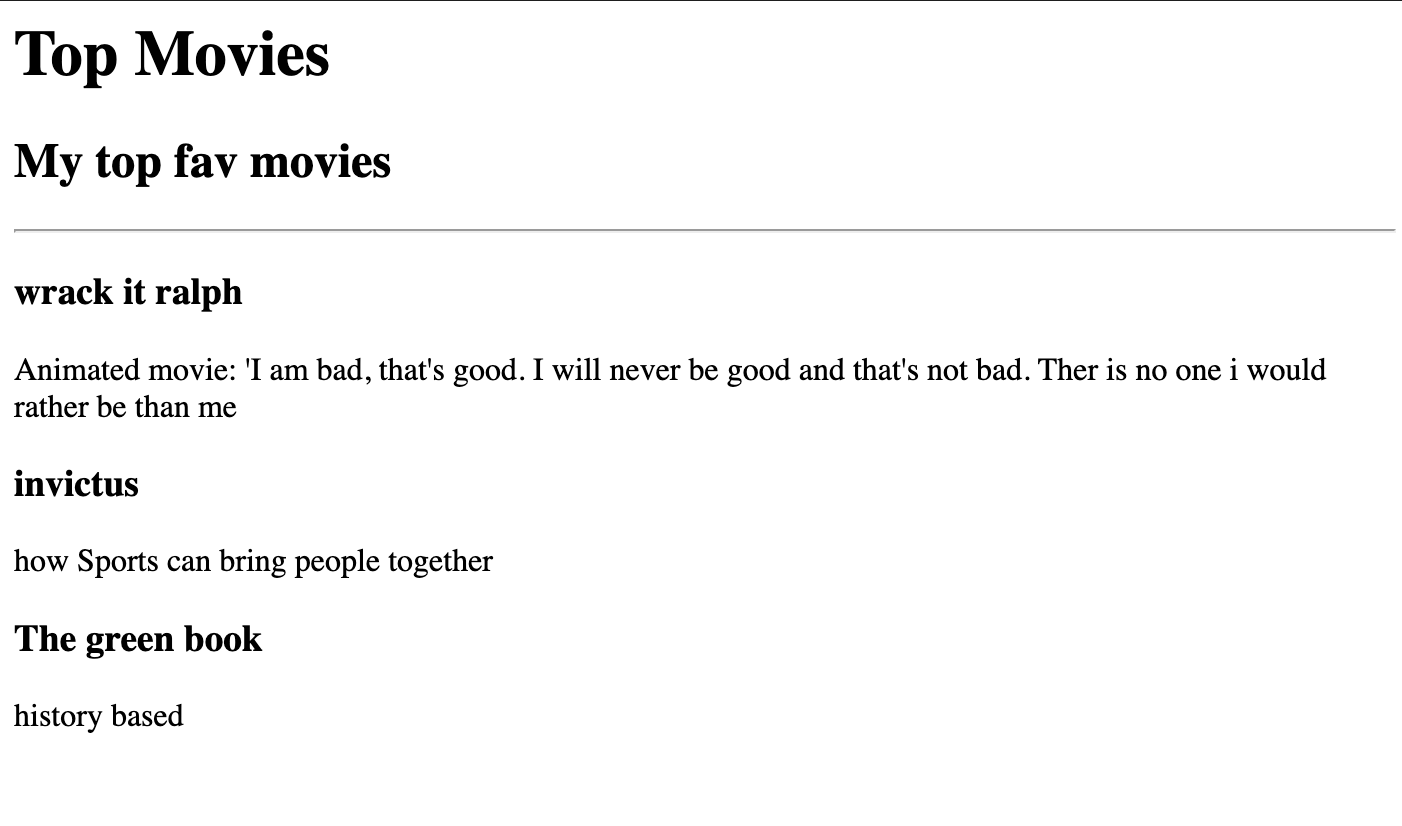 Top Movies
My top fav movies
wrack it ralph
Animated movie: 'I am bad, that's good. I will never be good and that's not bad. Ther is no one i would
rather be than me
invictus
how Sports can bring people together
The green book
history based